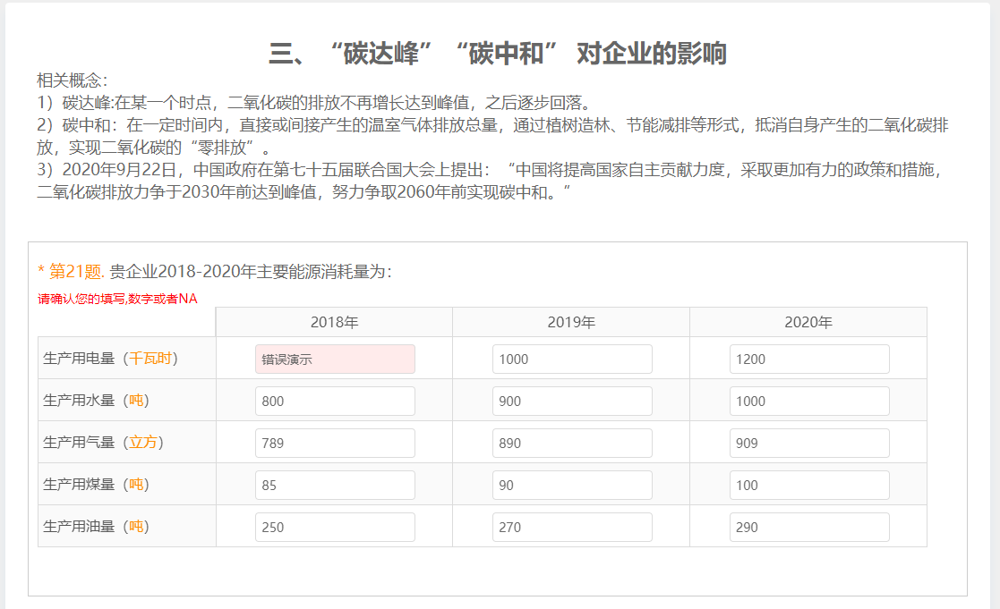 三、“碳达峰”“碳中和” 对企业的影响
相关概念：
1）碳达峰:在某一个时点，二氧化碳的排放不再增长达到峰值，之后逐步回落。
2）碳中和：在一定时间内，直接或间接产生的温室气体排放总量，通过植树造林、节能减排等形式，抵消自身产生的二氧化碳排
放，实现二氧化碳的“零排放”。
3）2020年9月22日，中国政府在第七十五届联合国大会上提出：“中国将提高国家自主贡献力度，采取更加有力的政策和措施，
二氧化碳排放力争于2030年前达到峰值，努力争取2060年前实现碳中和。”
* 第21题. 贵企业2018-2020年主要能源消耗量为：
请确认您的填写,数字或者NA
2018年 2019年 2020年
生产用电量（千瓦时） 错误演示 1000 1200
生产用水量（吨） 800 900 1000
生产用气量（立方） 789 890 909
生产用煤量（吨） 85 90 100
生产用油量（吨） 250 270 290